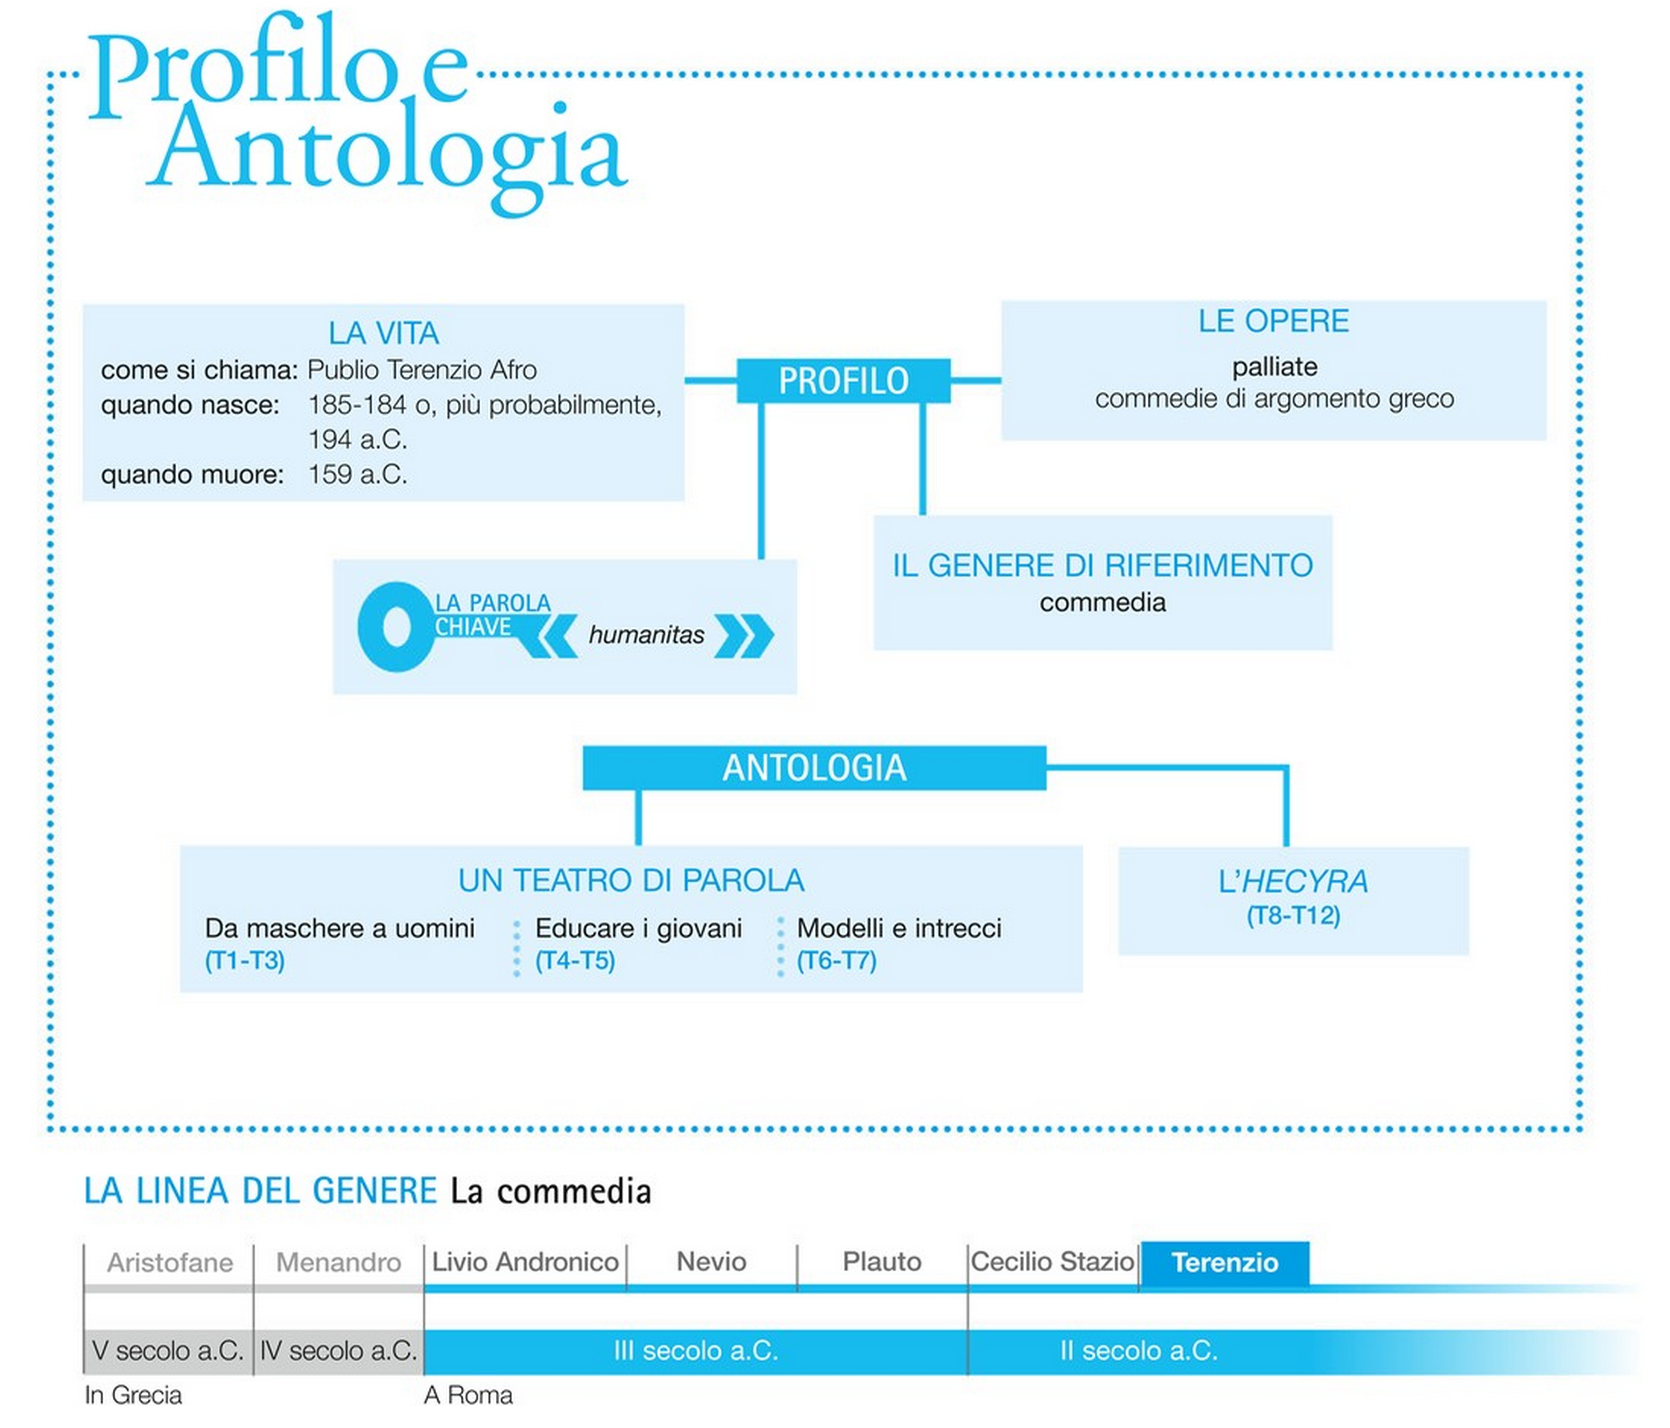 Profilo e
Antologia
LA VITA
come si chiama: Publio Terenzio Afro
quando nasce: 185-184 o, più probabilmente,
194 a.C.
quando muore: 159 a.C.
PROFILO
LE OPERE
palliate
commedie di argomento greco
LA PAROLA
CHIAVE
humanitas
IL GENERE DI RIFERIMENTO
commedia
ANTOLOGIA
UN TEATRO DI PAROLA
Da maschere a uomini
(T1-T3)
Educare i giovani
(T4-T5)
Modelli e intrecci
(T6-T7)
L'HECYRA
(T8-T12)
LA LINEA DEL GENERE La commedia
Aristofane Menandro Livio Andronico Nevio Plauto Cecilio Stazio Terenzio
V secolo a.C. IV secolo a.C. III secolo a.C. II secolo a.C.
In Grecia A Roma